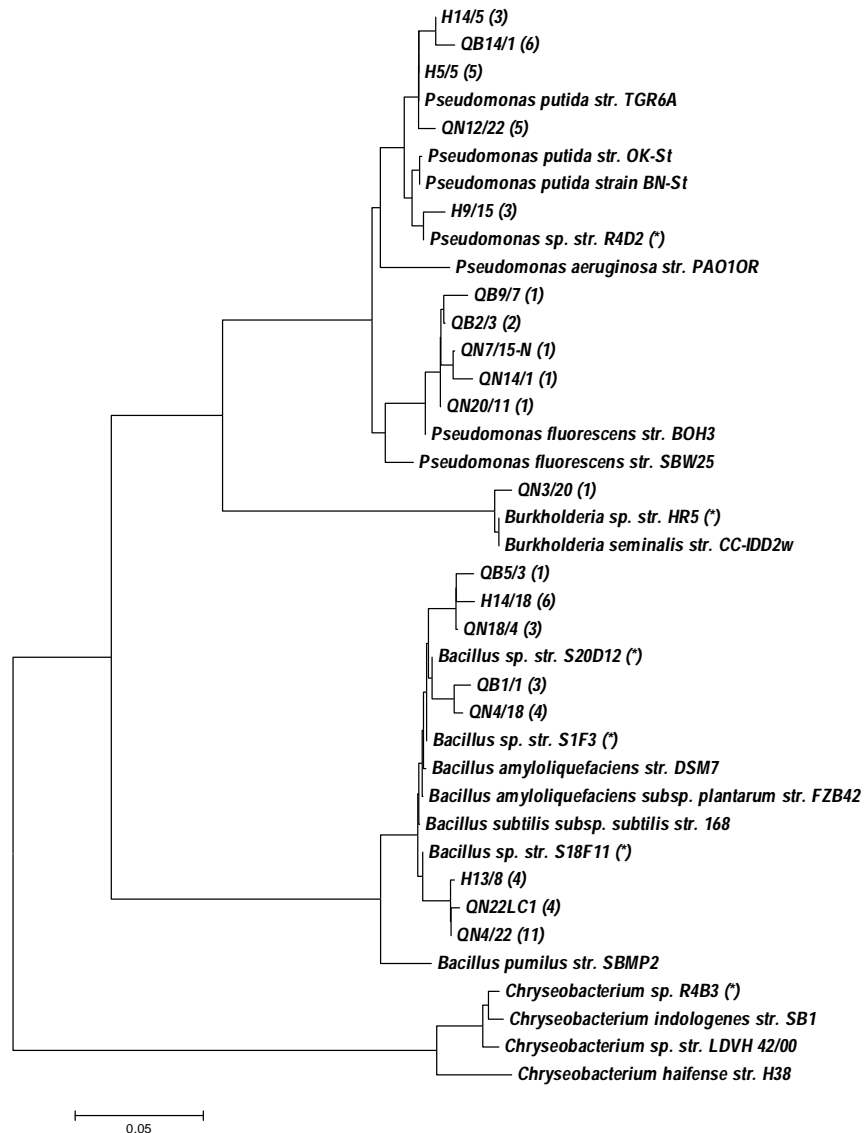 H14/5 (3)
QB14/1 (6)
H5/5 (5)
Pseudomonas putida str. TGR6A
QN12/22 (5)
Pseudomonas putida str. OK-St
Pseudomonas putida strain BN-St
H9/15 (3)
Pseudomonas sp. str. R4D2 (*)
Pseudomonas aeruginosa str. PAO1OR
QB9/7 (1)
QB2/3 (2)
QN7/15-N (1)
QN14/1 (1)
QN20/11 (1)
Pseudomonas fluorescens str. BOH3
Pseudomonas fluorescens str. SBW25
QN3/20 (1)
Burkholderia sp. str. HR5 (*)
Burkholderia seminalis str. CC-IDD2w
QB5/3 (1)
H14/18 (6)
QN18/4 (3)
Bacillus sp. str. S20D12 (*)
QB1/1 (3)
QN4/18 (4)
Bacillus sp. str. S1F3 (*)
Bacillus amyloliquefaciens str. DSM7
Bacillus amyloliquefaciens subsp. plantarum str. FZB42
Bacillus subtilis subsp. subtilis str. 168
Bacillus sp. str. S18F11 (*)
H13/8 (4)
QN22LC1 (4)
QN4/22 (11)
Bacillus pumilus str. SBMP2
Chryseobacterium sp. R4B3 (*)
Chryseobacterium indologenes str. SB1
Chryseobacterium sp. str. LDVH 42/00
Chryseobacterium haifense str. H38
0.05